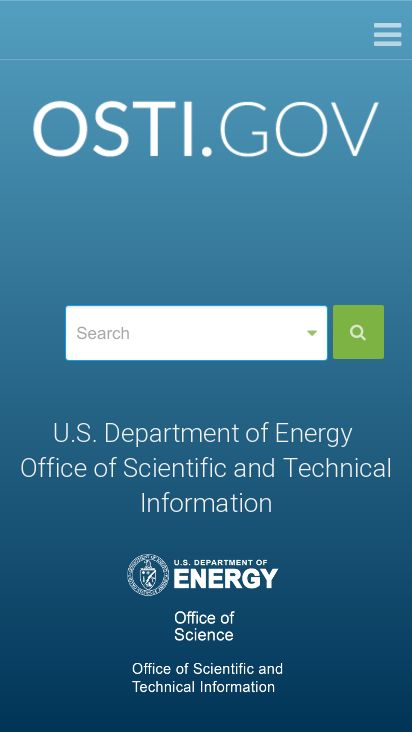 OSTI.GOV
Search
U.S. Department of Energy
Office of Scientific and Technical
Information
U.S. DEPARTMENT OF
ENERGY
Office of
Science
Office of Scientific and
Technical Information